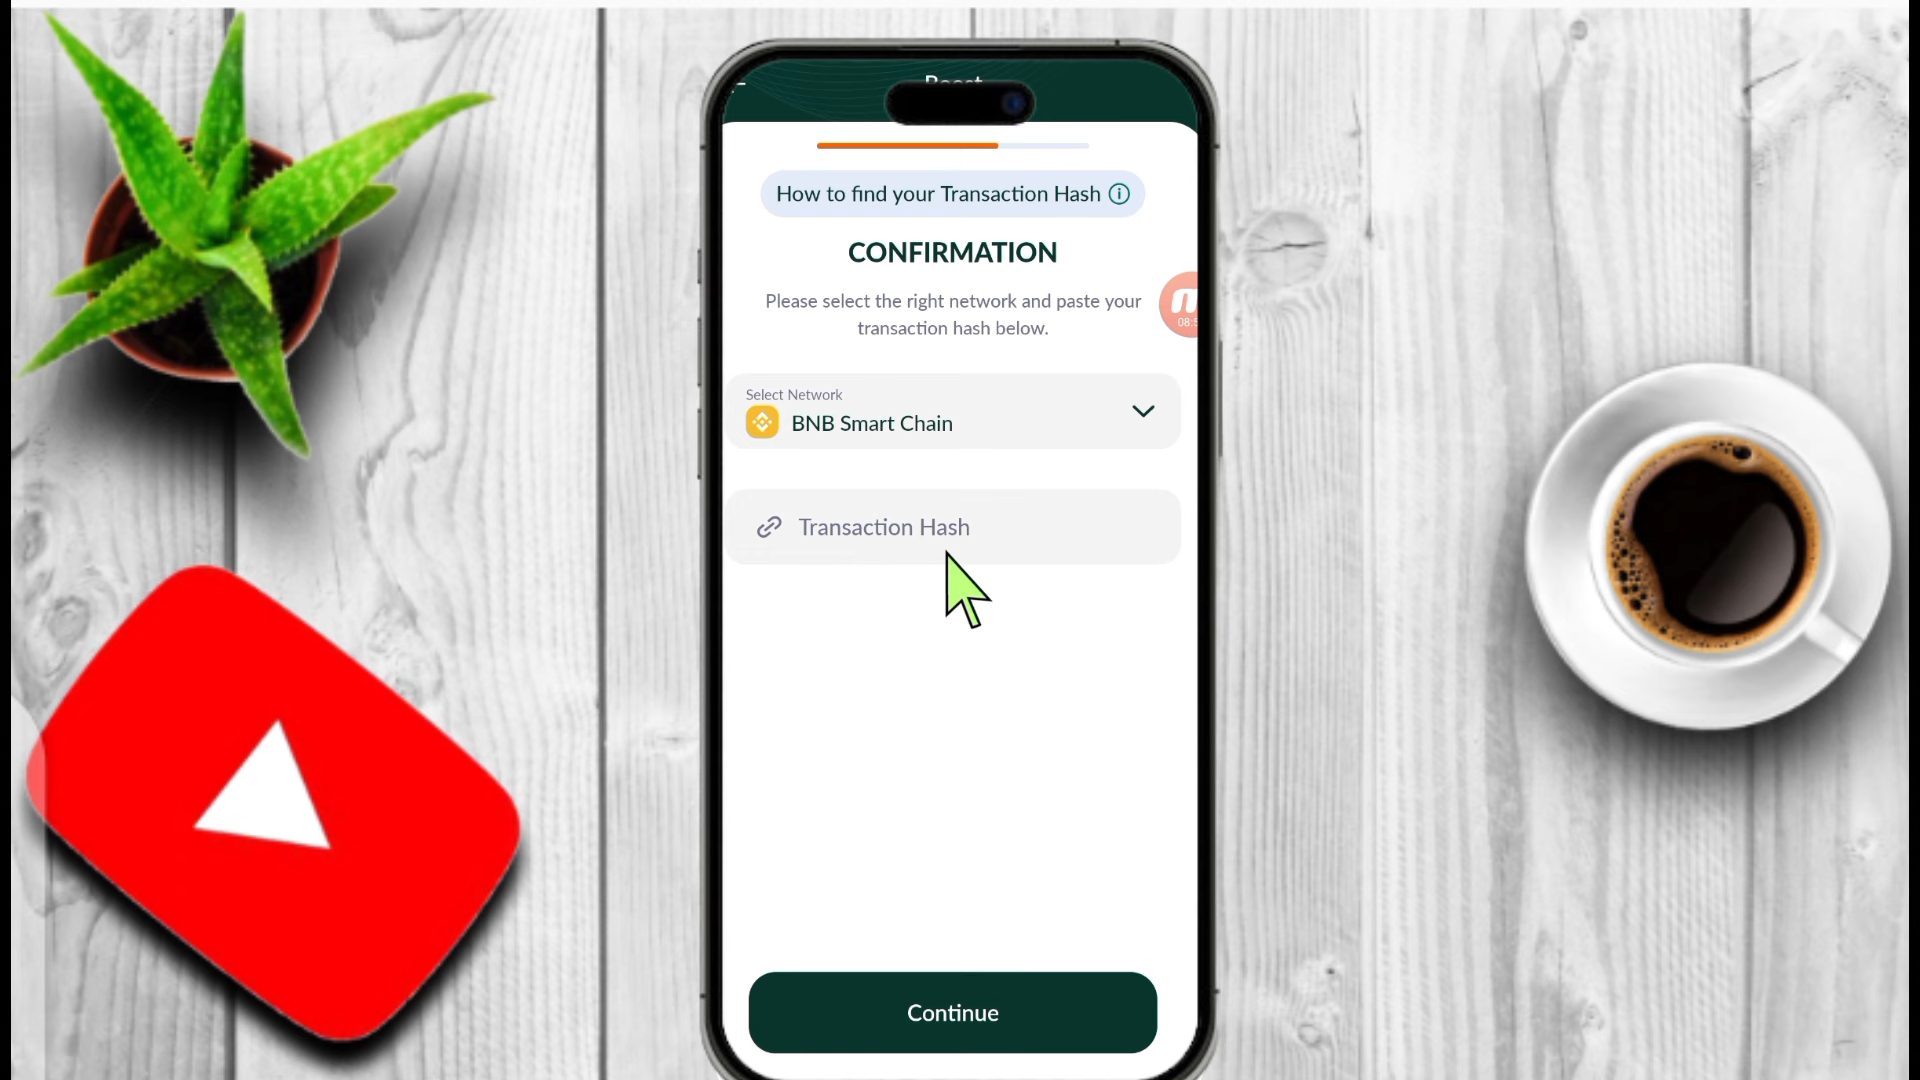 Boost
How to find your Transaction Hash
CONFIRMATION
Please select the right network and paste your
transaction hash below.
Select Network
BNB Smart Chain
Transaction Hash
Continue